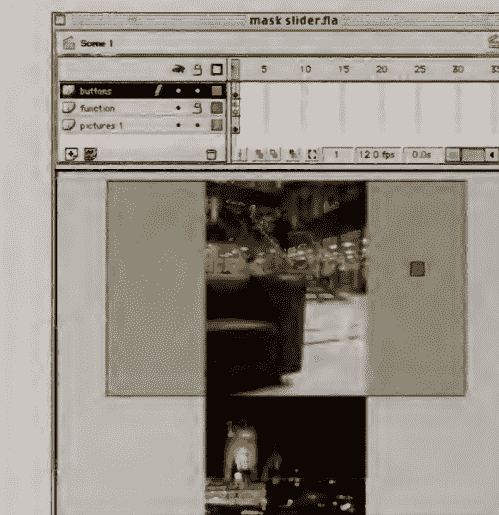 mask slider.fla
Scene 1
5 10 15 20 25 30 35
buttons
function
pictures 1
1 12.0 fps 0.0s